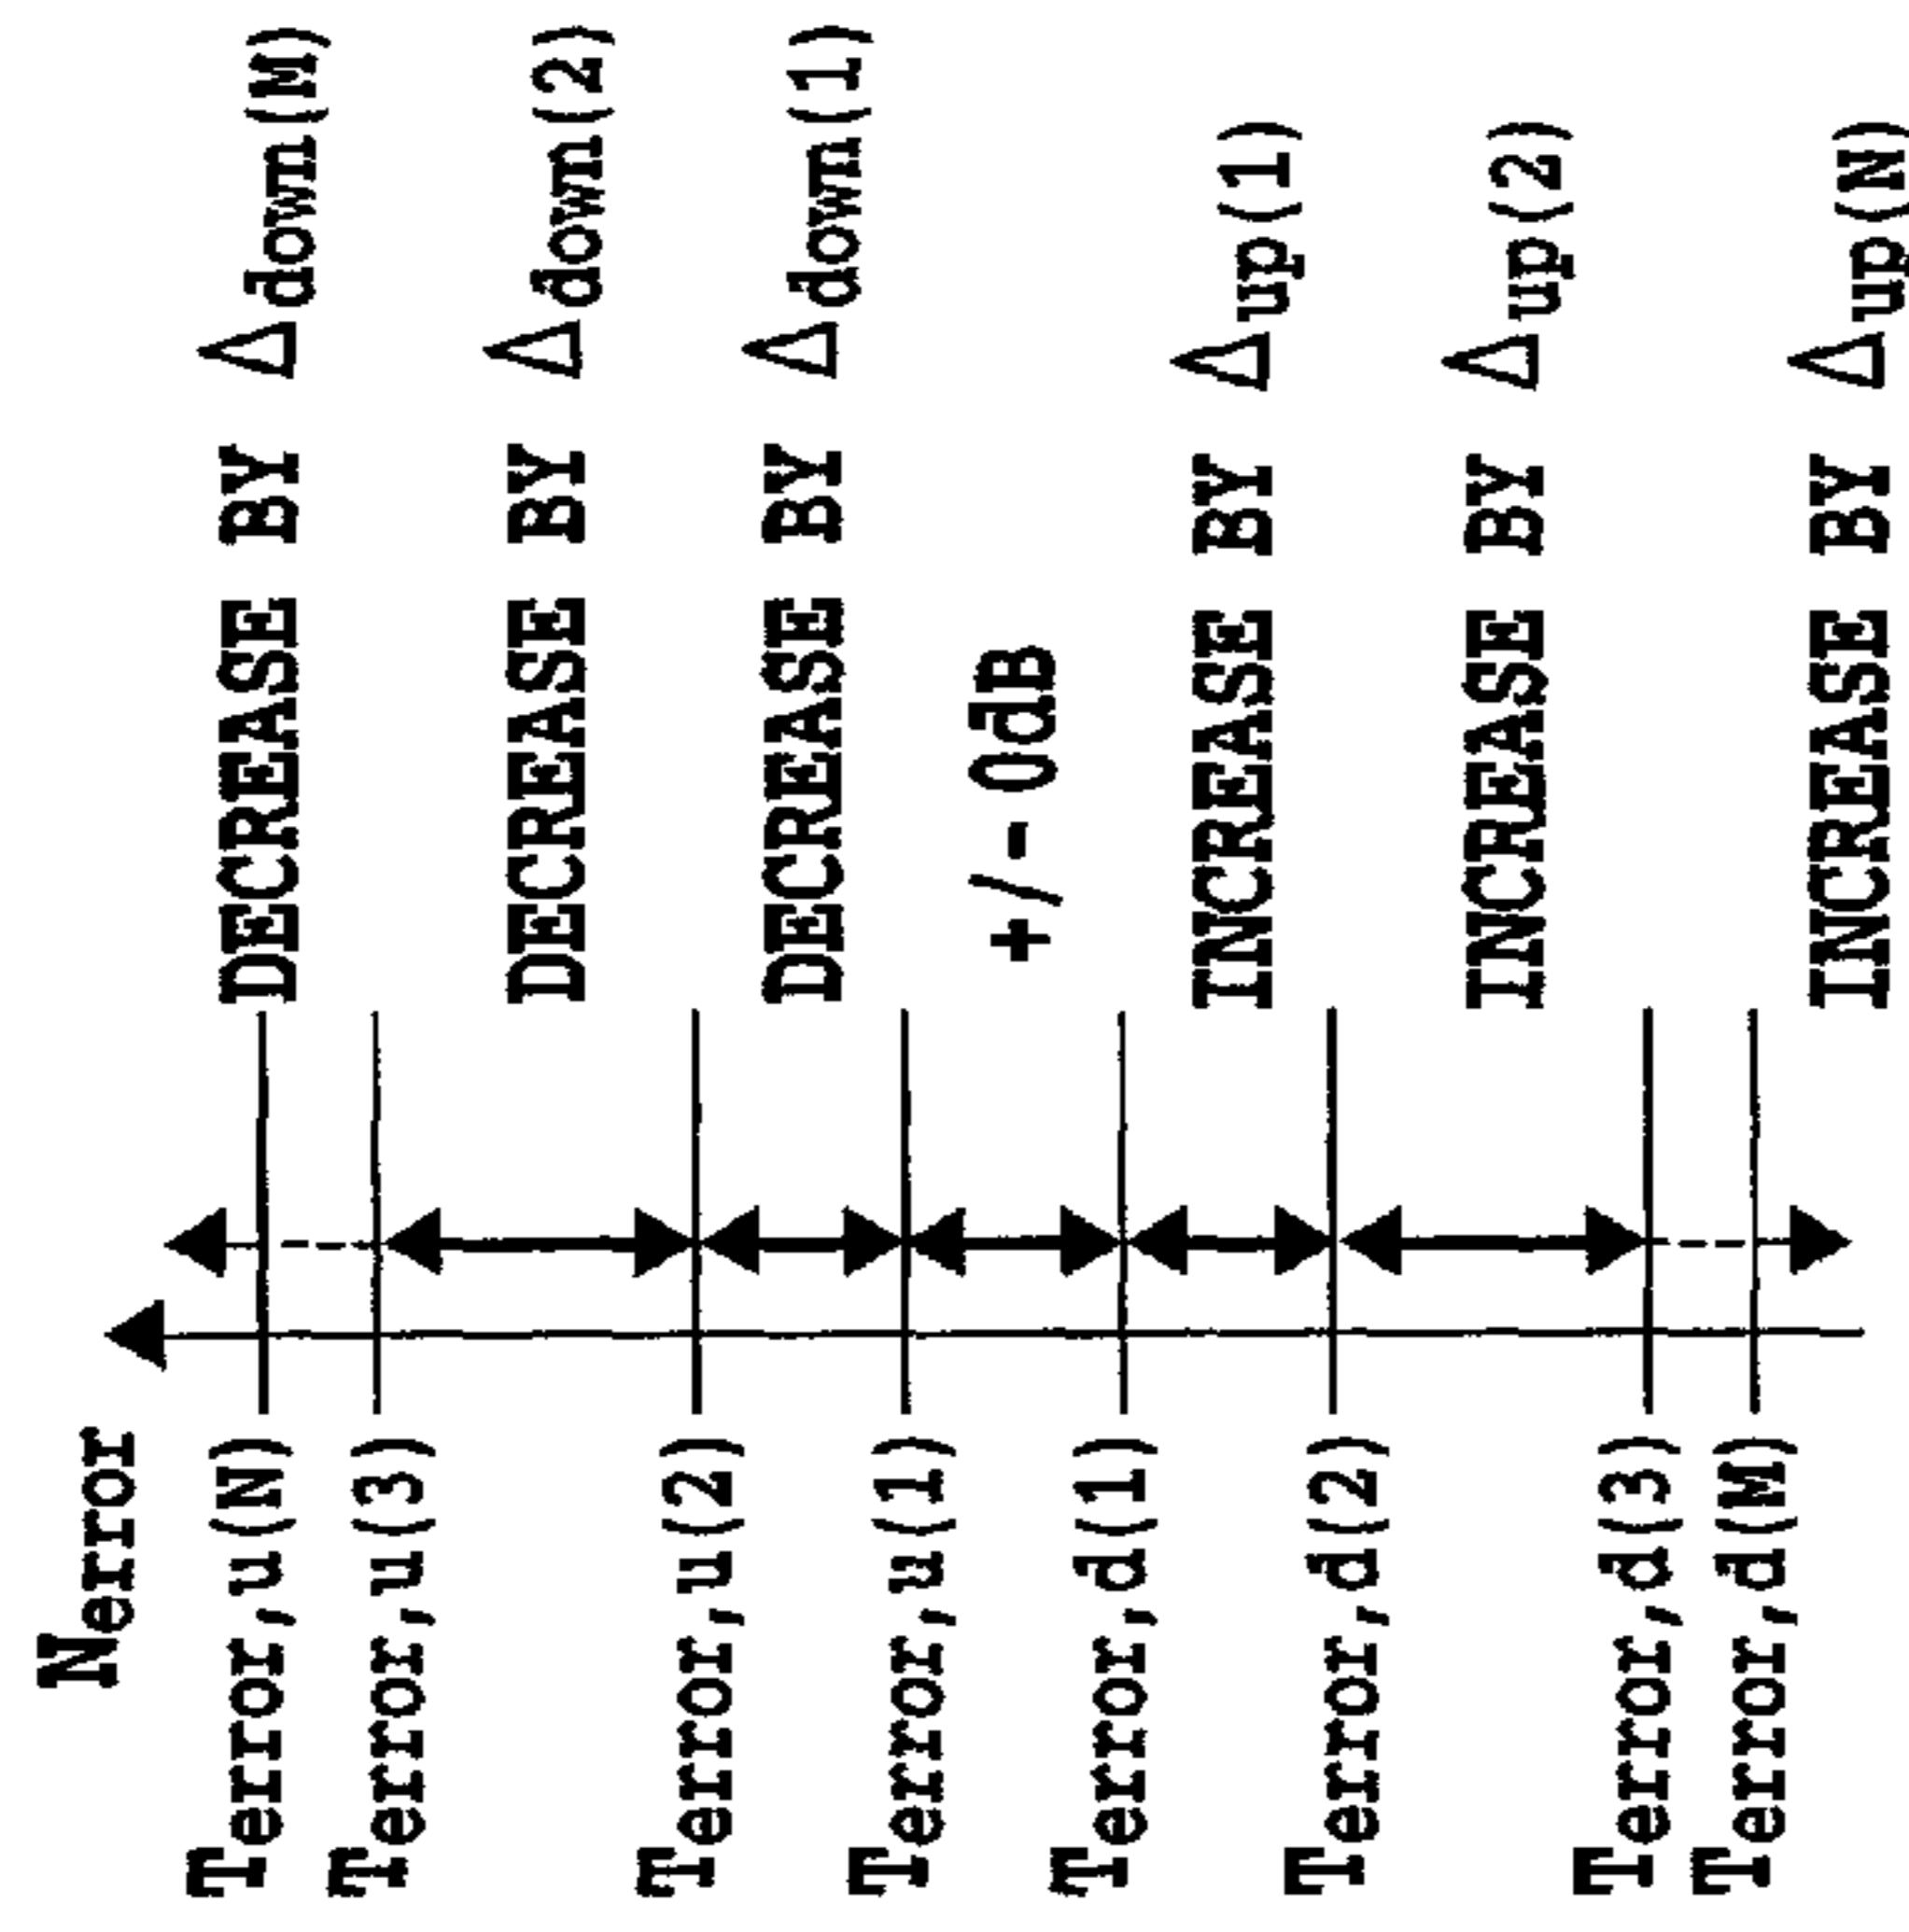 Nerror
Terror,u(N) DECREASE BY Δdown(M)
Terror,u(3)
DECREASE BY Δdown(2)
Terror,u(2)
DECREASE BY Δdown(1)
Terror,u(1)
+/- 0dB
Terror,d(1)
INCREASE BY Δup(1)
Terror,d(2)
INCREASE BY Δup(2)
Terror,d(3)
Terror,d(M)
INCREASE BY Δup(N)